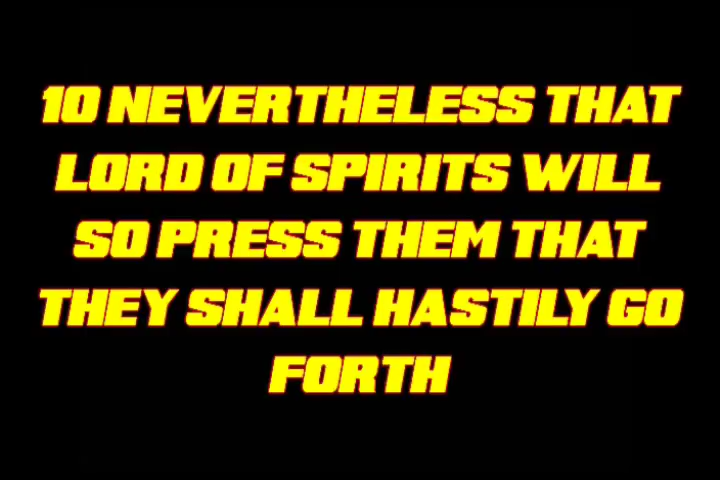 10 NEVERTHELESS THAT
LORD OF SPIRITS WILL
SO PRESS THEM THAT
THEY SHALL HASTILY GO
FORTH